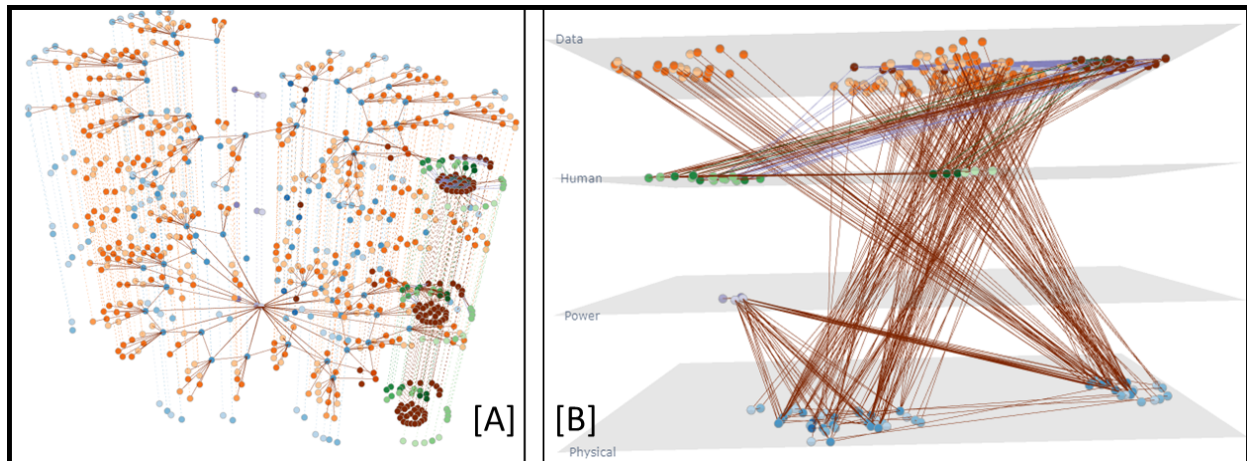 Data
Human
Power
[A]
[B]
Physical